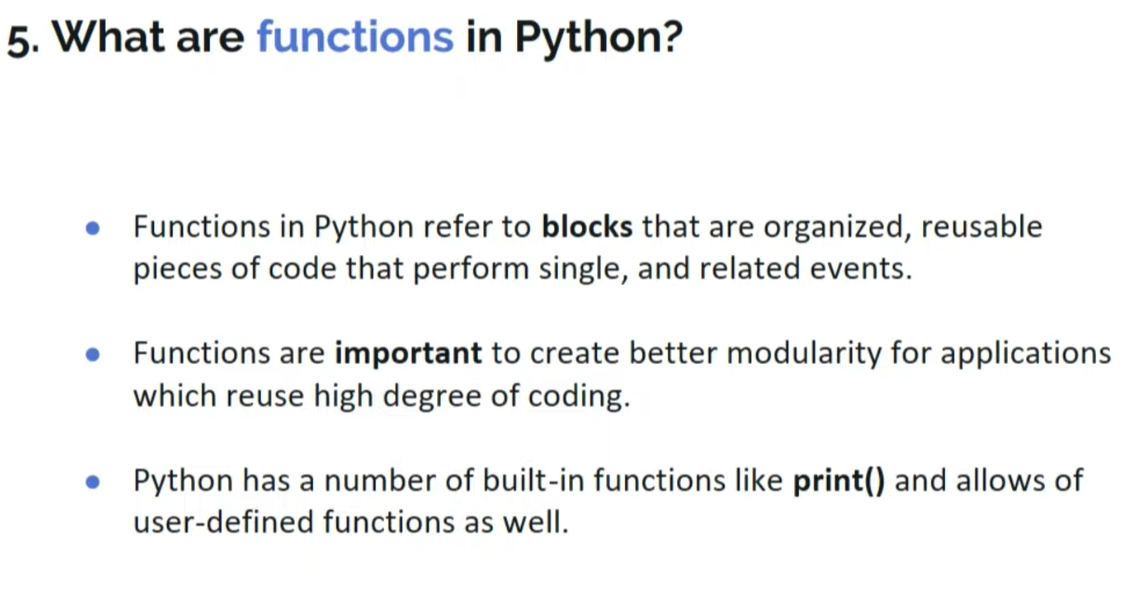 5. What are functions in Python?
• Functions in Python refer to blocks that are organized, reusable
pieces of code that perform single, and related events.
• Functions are important to create better modularity for applications
which reuse high degree of coding.
• Python has a number of built-in functions like print() and allows of
user-defined functions as well.